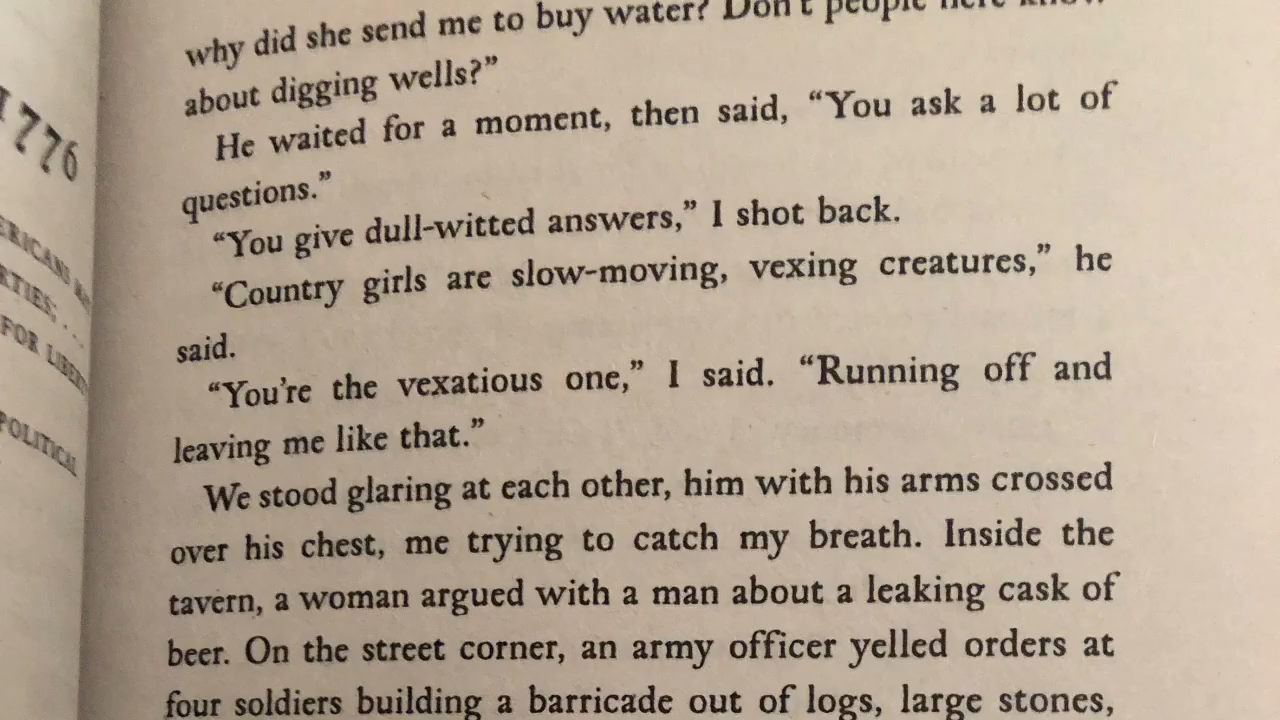 1776
FOR
POLITICAL
why did she send me to buy water? Don't people here know
about digging wells?”
He waited for a moment, then said, “You ask a lot of
questions.”
“You give dull-witted answers,” I shot back.
“Country girls are slow-moving, vexing creatures,” he
said.
“You're the vexatious one,” I said. “Running off and
leaving me like that.”
We stood glaring at each other, him with his arms crossed
over his chest, me trying to catch my breath. Inside the
tavern, a woman argued with a man about a leaking cask of
beer. On the street corner, an army officer yelled orders at
four soldiers building a barricade out of logs, large stones,